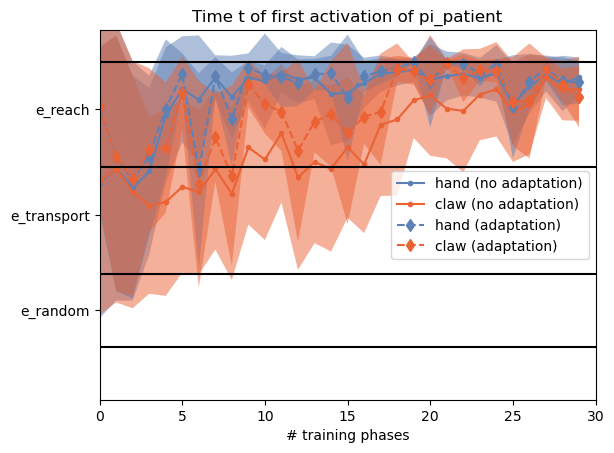 Time t of first activation of pi_patient
e_reach
e_transport
e_random
hand (no adaptation)
claw (no adaptation)
hand (adaptation)
claw (adaptation)
0 5 10 15 20 25 30
# training phases